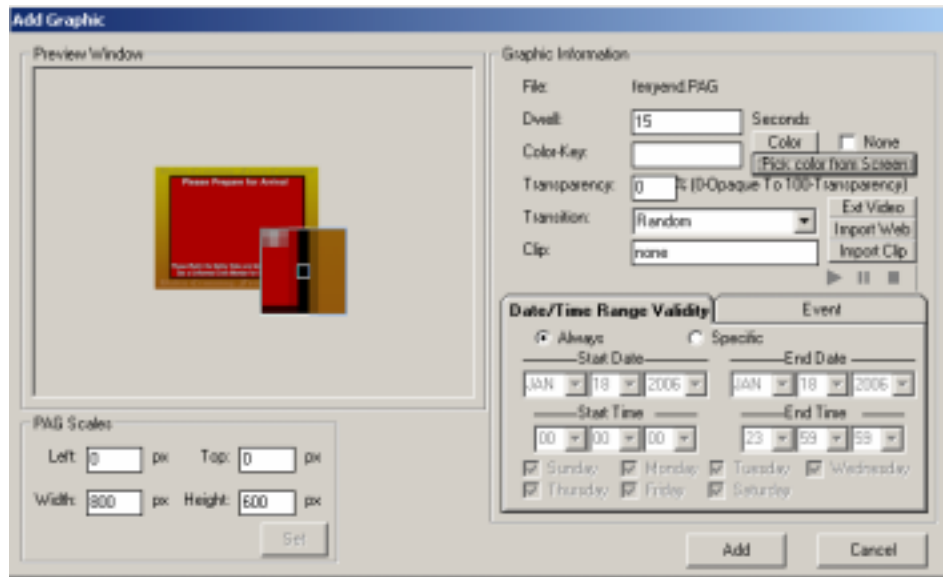 Add Graphic
Preview Window
Please Prepare for Arrival
PAG Scales
Left: 0 px Top: 0 px
Width: 800 px Height: 600 px
Set
Graphic Information
File: ferryend.PAG
Dwell: 15 Seconds
Color-Key: Color None
Pick color from Screen
Transparency: 0 % (0-Opaque To 100-Transparency)
Transition: Random
Clip: none
Ext Video
Import Web
Import Clip
Date/Time Range Validity Event
Always Specific
Start Date End Date
JAN 18 2006 JAN 18 2006
Start Time End Time
00 00 00 23 59 59
Sunday Monday Tuesday Wednesday
Thursday Friday Saturday
Add Cancel